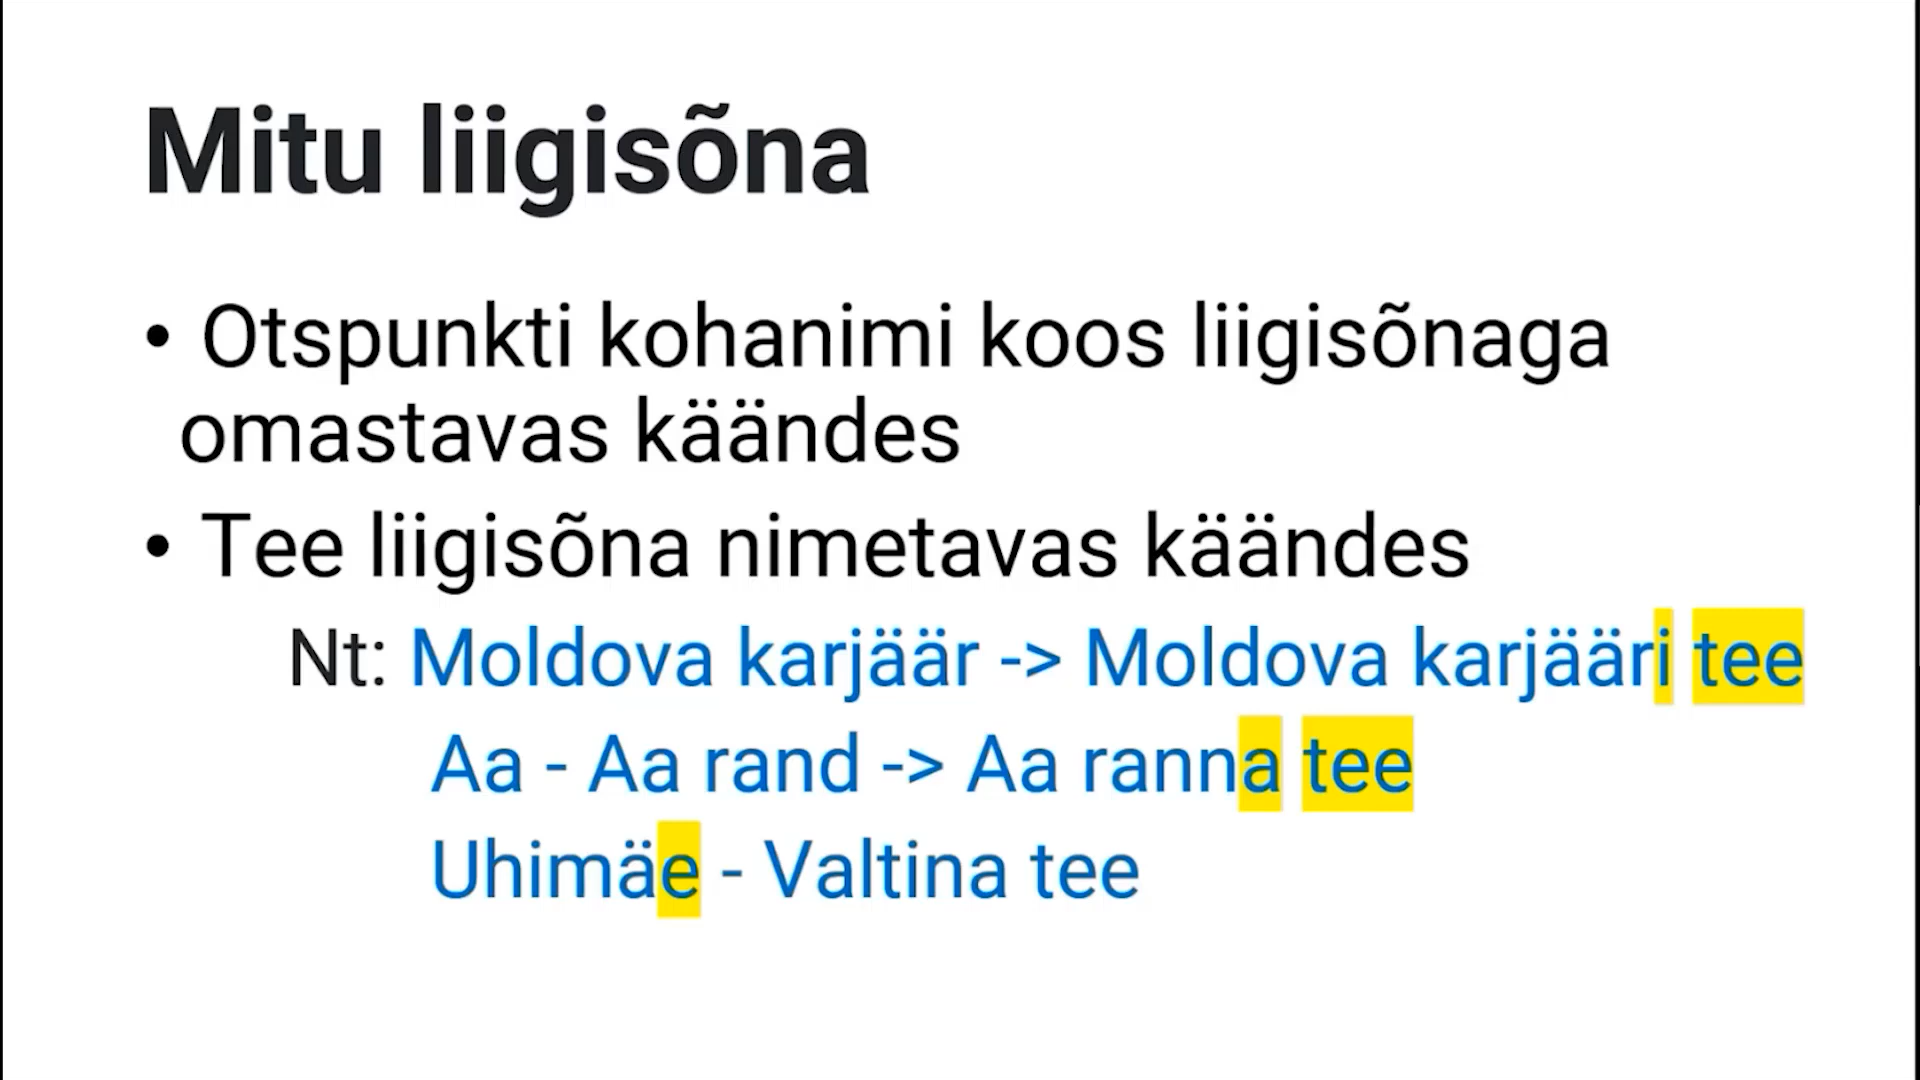 Mitu liigisõna
• Otspunkti kohanimi koos liigisõnaga
omastavas käändes
• Tee liigisõna nimetavas käändes
Nt: Moldova karjäär -> Moldova karjääri tee
Aa - Aa rand -> Aa ranna tee
Uhimäe - Valtina tee